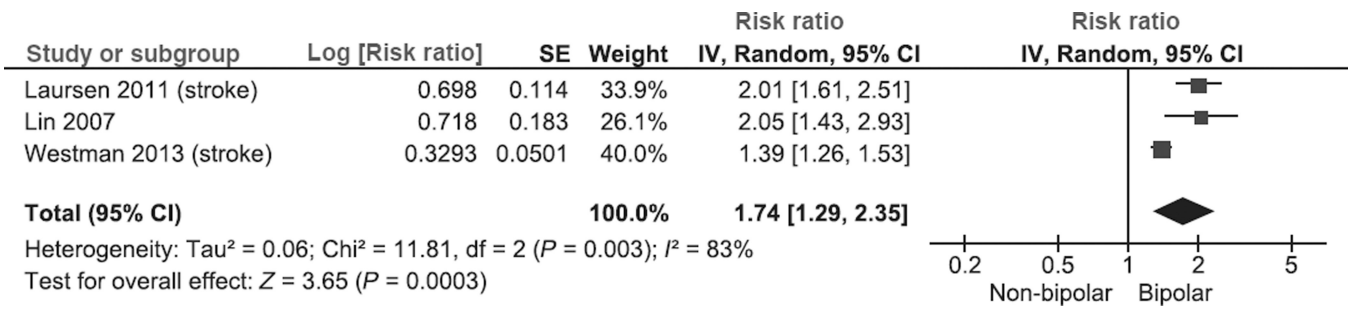 Risk ratio Risk ratio
Study or subgroup Log [Risk ratio] SE Weight IV, Random, 95% CI IV, Random, 95% CI
Laursen 2011 (stroke) 0.698 0.114 33.9% 2.01 [1.61, 2.51]
Lin 2007 0.718 0.183 26.1% 2.05 [1.43, 2.93]
Westman 2013 (stroke) 0.3293 0.0501 40.0% 1.39 [1.26, 1.53]
Total (95% CI) 100.0% 1.74 [1.29, 2.35]
Heterogeneity: Tau² = 0.06; Chi² = 11.81, df = 2 (P = 0.003); I² = 83%
Test for overall effect: Z = 3.65 (P = 0.0003)
0.2 0.5 1 2 5
Non-bipolar Bipolar